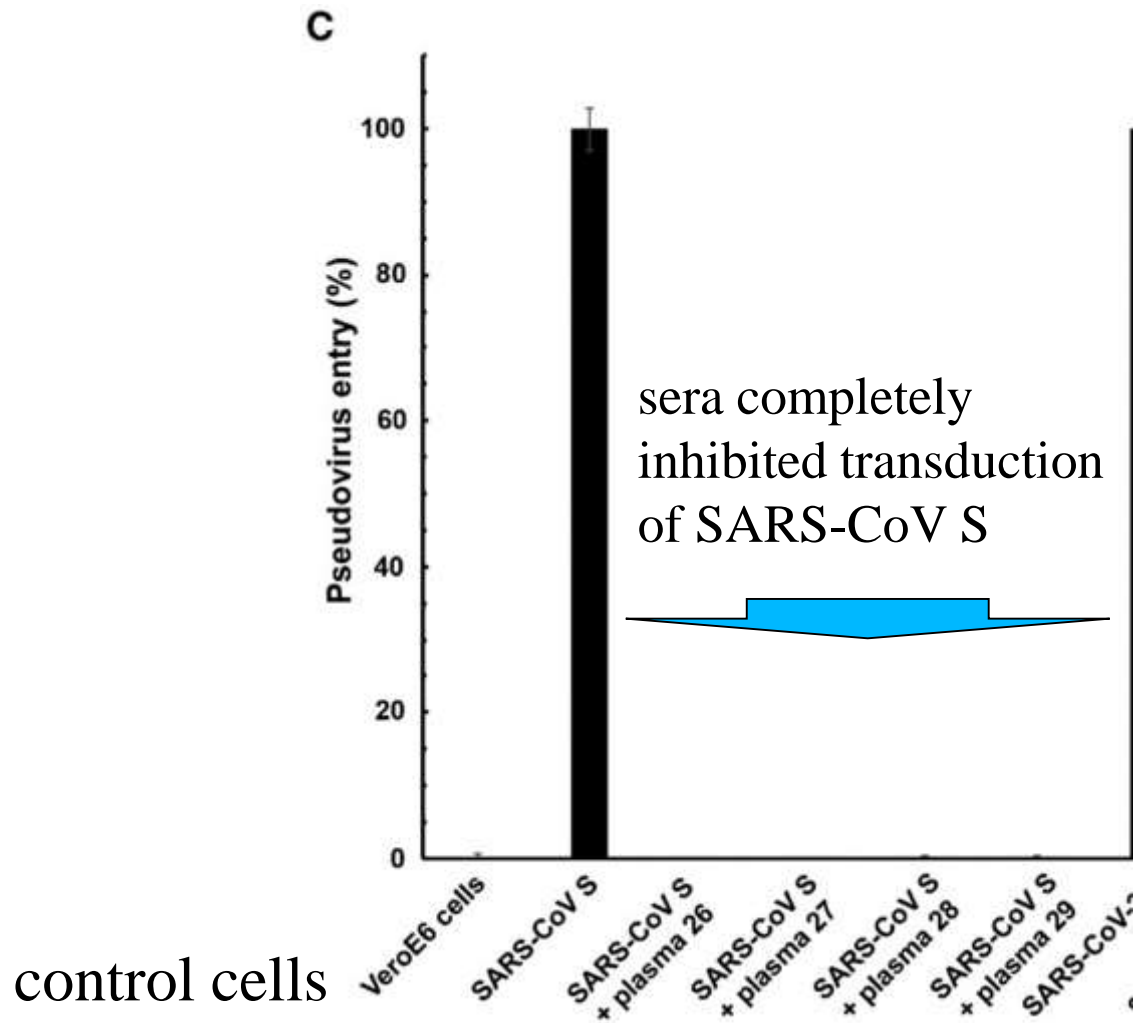 C
100
80
60
40
20
0
Pseudovirus entry (%)
sera completely
inhibited transduction
of SARS-CoV S
VeroE6 cells
SARS-CoV S
SARS-CoV S
+ plasma 26
SARS-CoV S
+ plasma 27
SARS-CoV S
+ plasma 28
SARS-CoV S
+ plasma 29
control cells